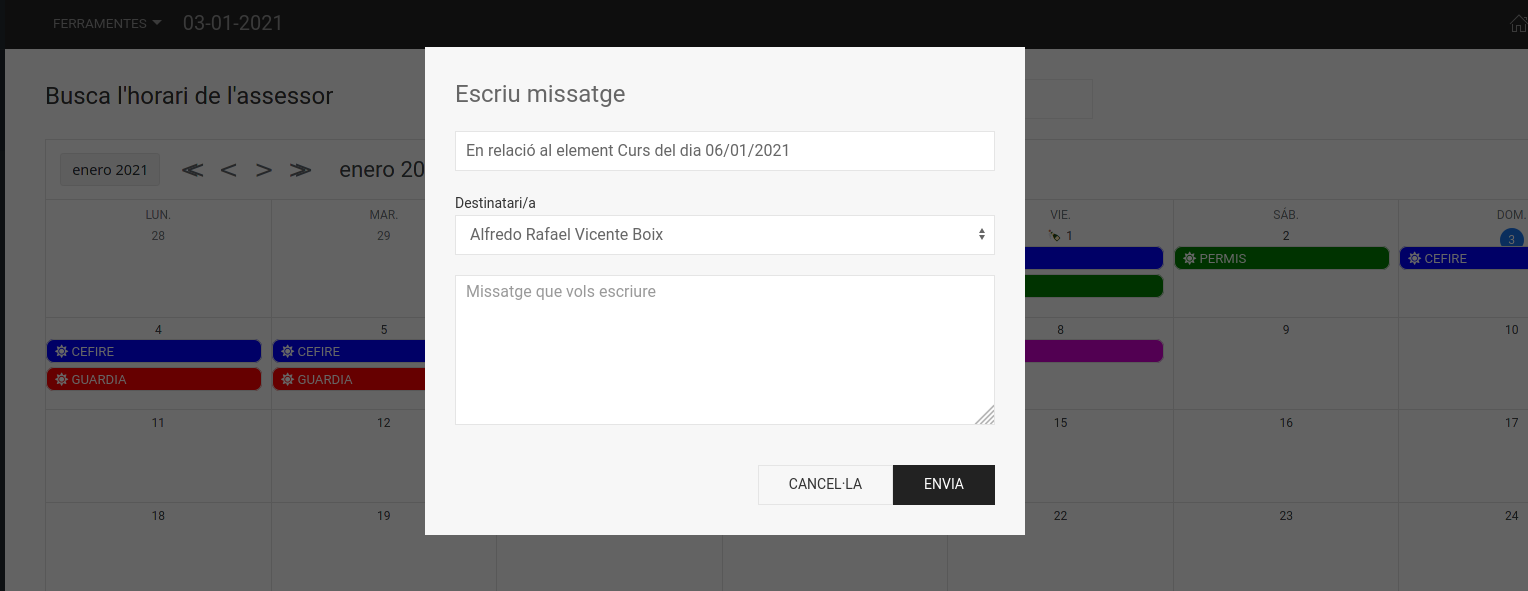 FERRAMENTES 03-01-2021
Busca l'horari de l'assessor
enero 2021 enero 20
LUN. MAR. VIE. SÁB. DOM.
28 29 1 2 3
PERMIS CEFIRE
4 5 8 9 10
CEFIRE CEFIRE
GUARDIA GUARDIA
11 12 15 16 17
18 19 22 23 24
Escriu missatge
En relació al element Curs del dia 06/01/2021
Destinatari/a
Alfredo Rafael Vicente Boix
Missatge que vols escriure
CANCEL·LA ENVIA